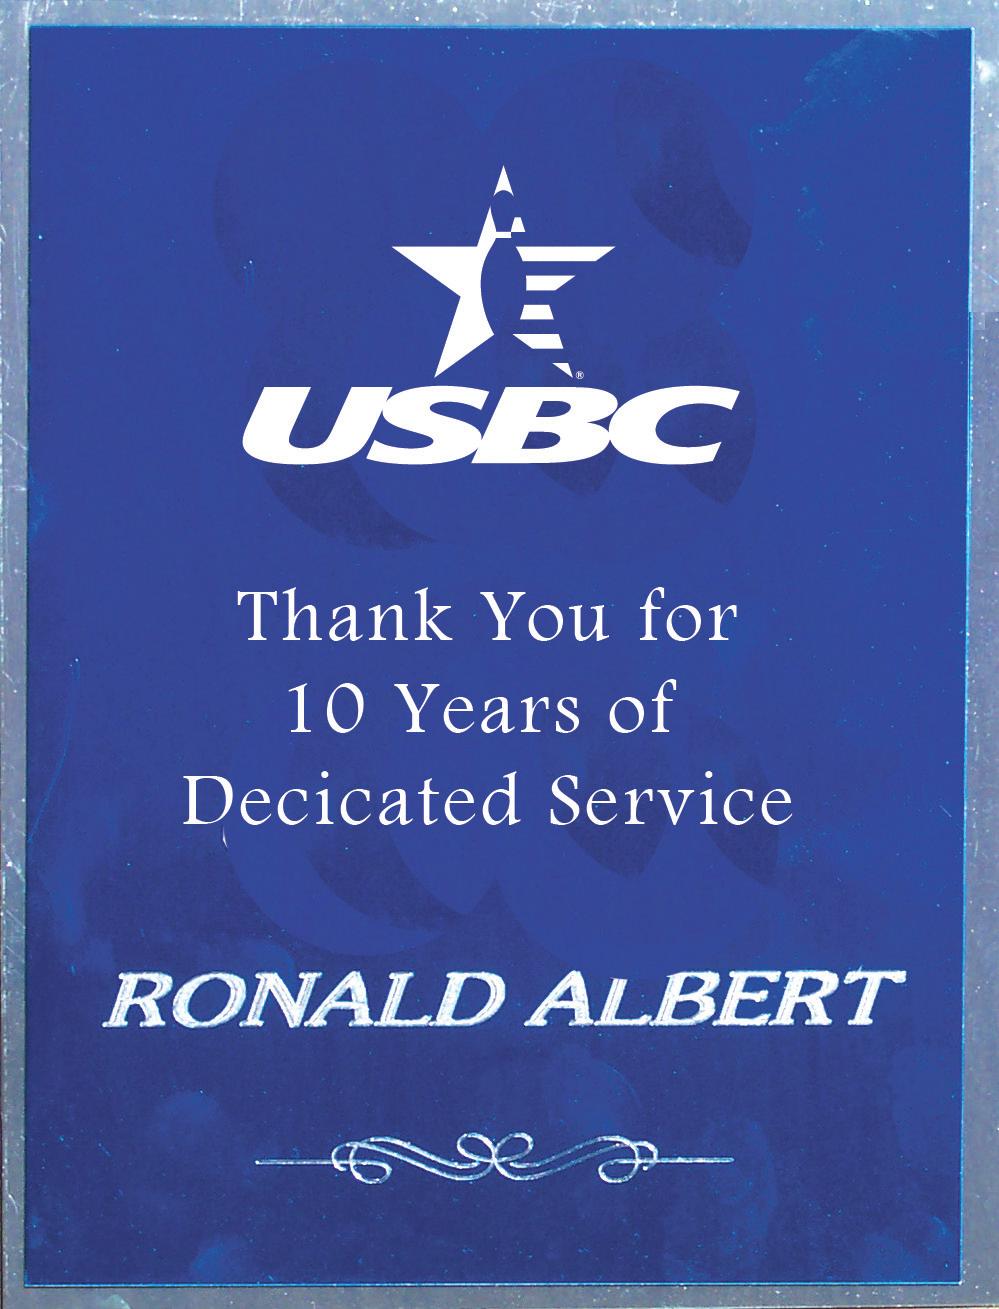 ®
USBC
Thank You for
10 Years of
Decicated Service
RONALD ALBERT